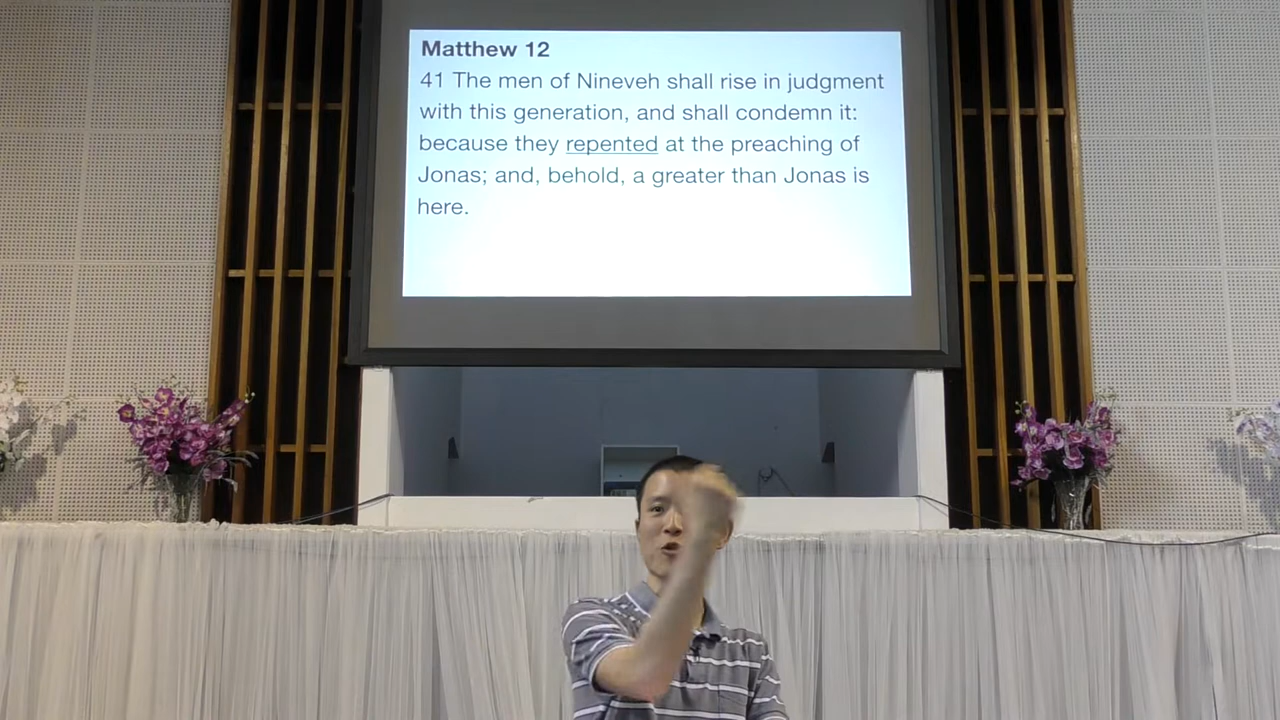 Matthew 12
41 The men of Nineveh shall rise in judgment
with this generation, and shall condemn it:
because they repented at the preaching of
Jonas; and, behold, a greater than Jonas is
here.